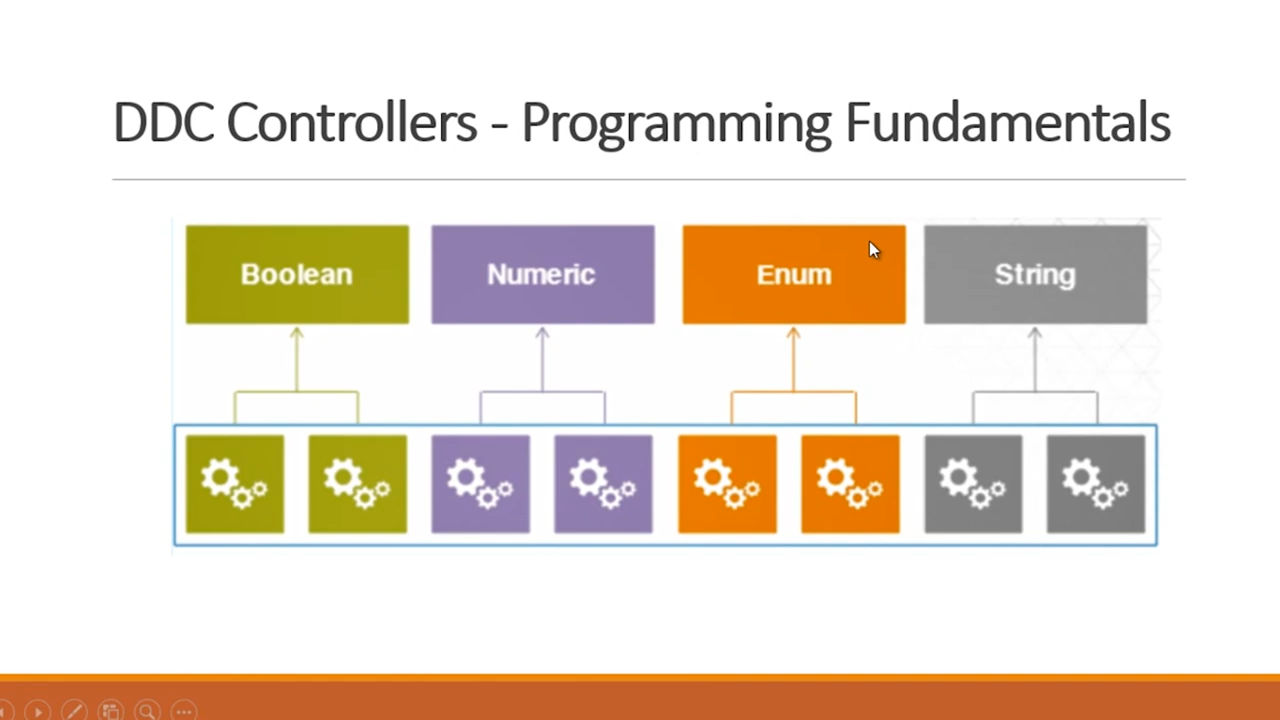 DDC Controllers - Programming Fundamentals
Boolean
Numeric
Enum
String